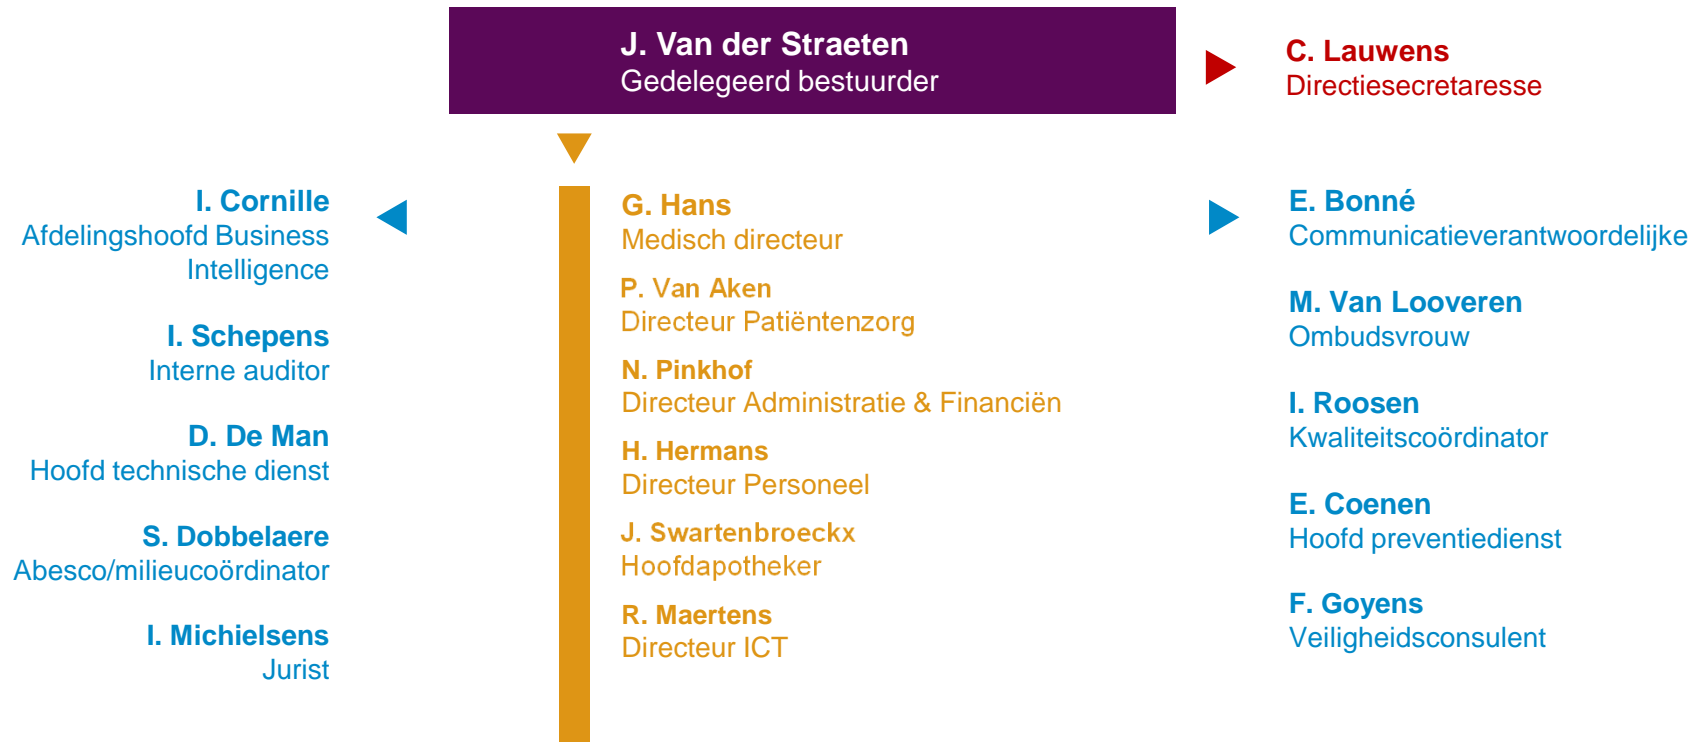 J. Van der Straeten
Gedelegeerd bestuurder
C. Lauwens
Directiesecretaresse
I. Cornille
Afdelingshoofd Business
Intelligence
I. Schepens
Interne auditor
D. De Man
Hoofd technische dienst
S. Dobbelaere
Abesco/milieucoördinator
I. Michielsens
Jurist
G. Hans
Medisch directeur
P. Van Aken
Directeur Patiëntenzorg
N. Pinkhof
Directeur Administratie & Financiën
H. Hermans
Directeur Personeel
J. Swartenbroeckx
Hoofdapotheker
R. Maertens
Directeur ICT
E. Bonné
Communicatieverantwoordelijke
M. Van Looveren
Ombudsvrouw
I. Roosen
Kwaliteitscoördinator
E. Coenen
Hoofd preventiedienst
F. Goyens
Veiligheidsconsulent